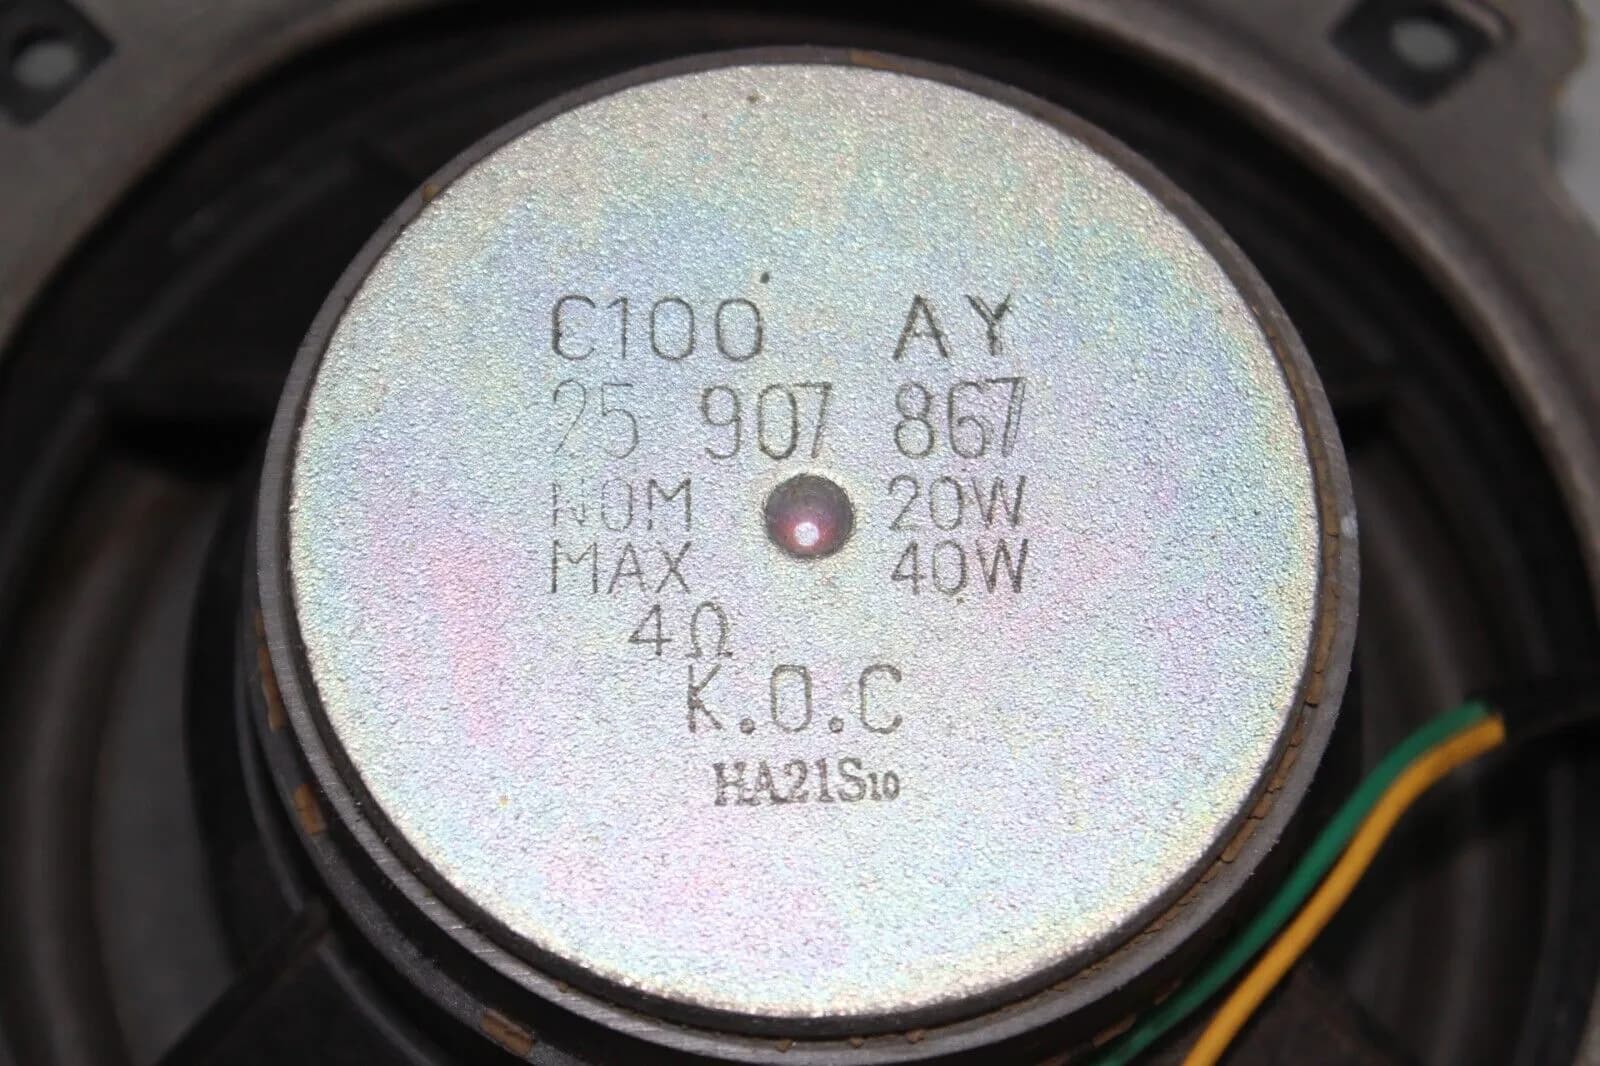 C100 AY
25 907 867
NOM 20W
MAX 40W
4Ω
K.O.C
HA21S10